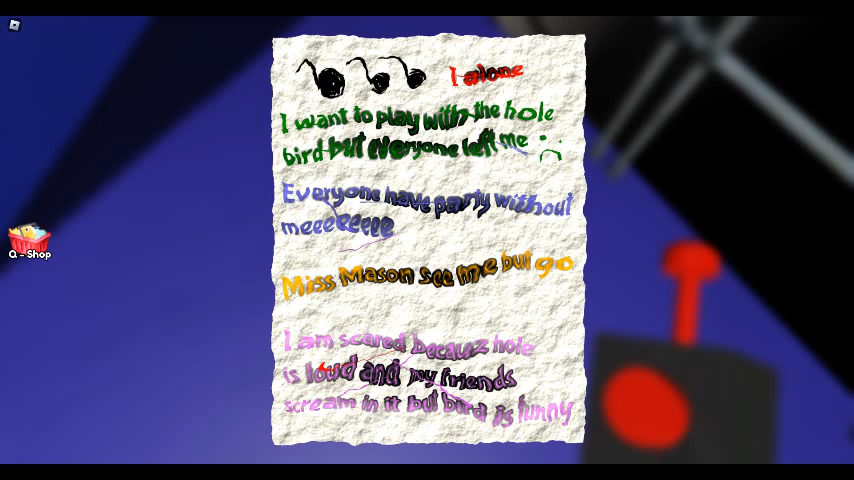 I alone
I want to play with the hole
bird but everyone left me :(
Everyone have party without
meeeeeeeee
Q - Shop
Miss Mason see me but go
I am scared becauz hole
is loud and my friends
scream in it but bird is funny